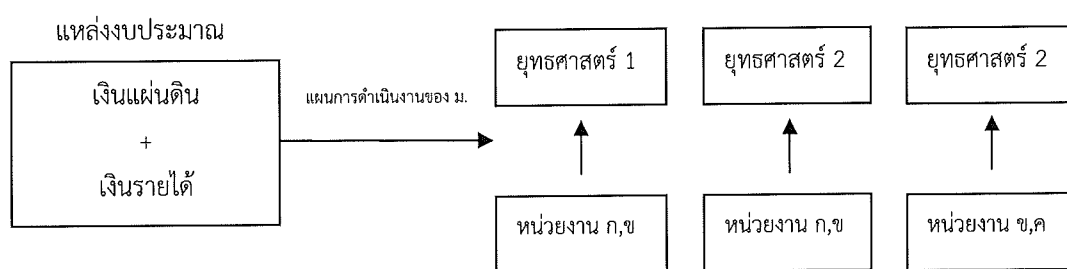 แหล่งงบประมาณ
เงินแผ่นดิน
+
เงินรายได้
แผนการดำเนินงานของ ม.
ยุทธศาสตร์ 1
ยุทธศาสตร์ 2
ยุทธศาสตร์ 2
หน่วยงาน ก,ข
หน่วยงาน ก,ข
หน่วยงาน ข,ค